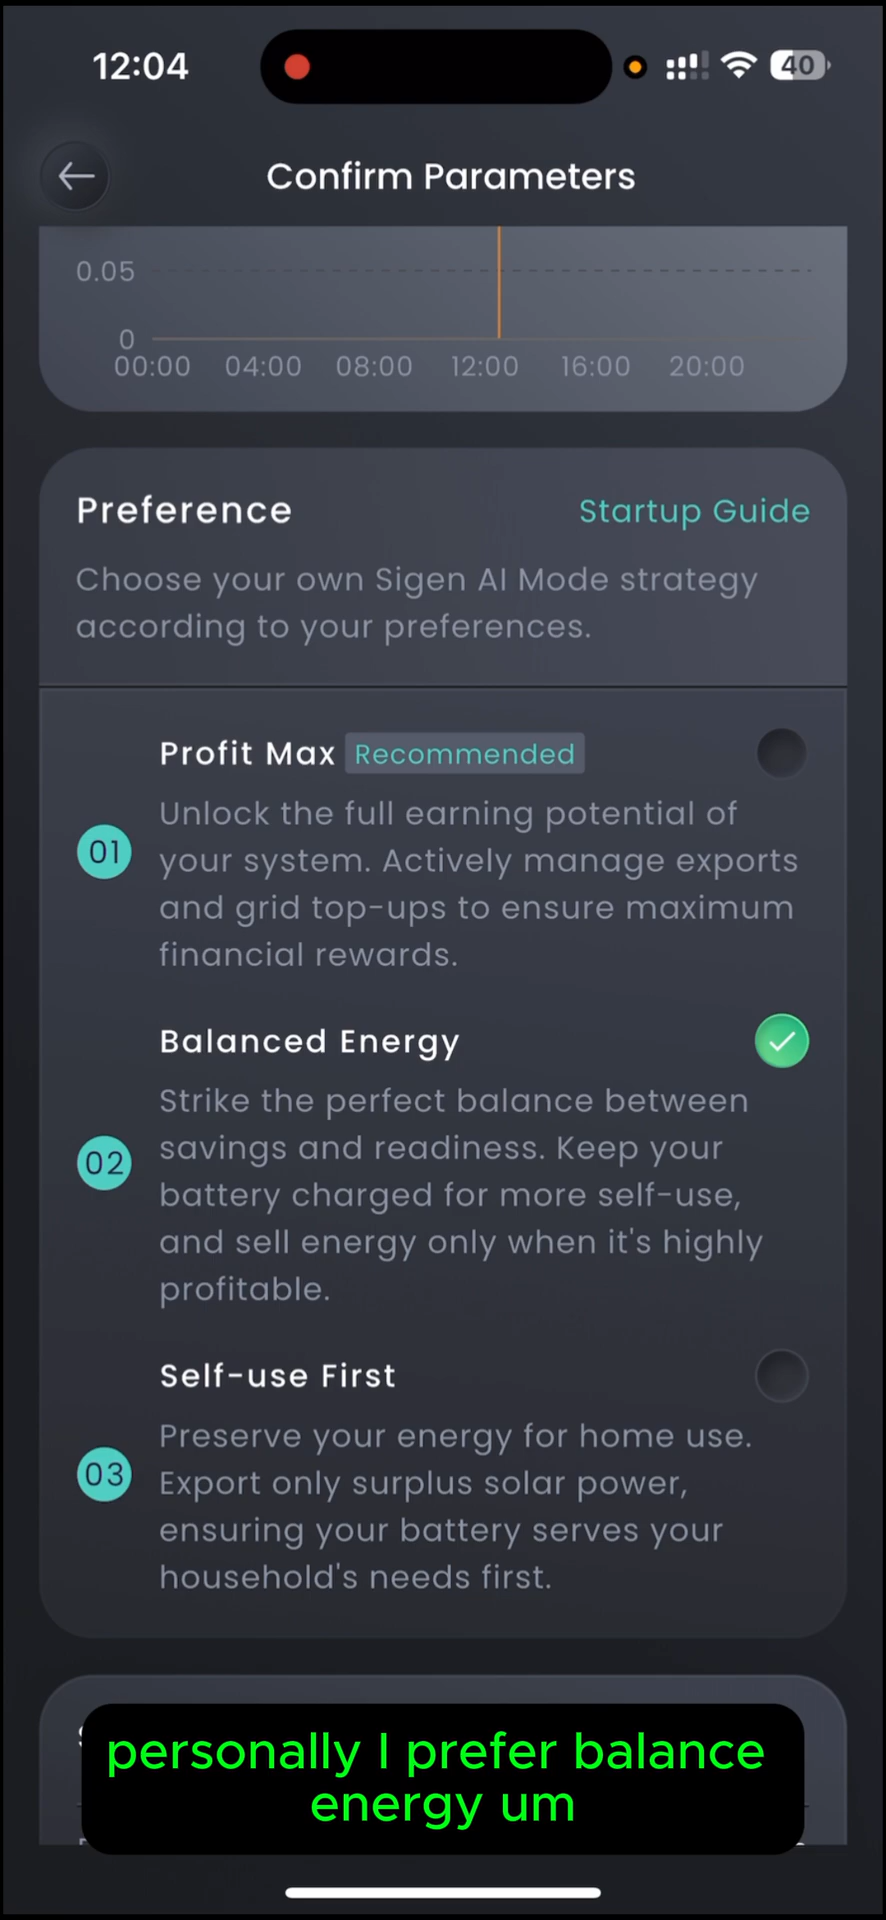 12:04
40
Confirm Parameters
0.05
0
00:00 04:00 08:00 12:00 16:00 20:00
Preference
Startup Guide
Choose your own Sigen AI Mode strategy
according to your preferences.
Profit Max Recommended
01
Unlock the full earning potential of
your system. Actively manage exports
and grid top-ups to ensure maximum
financial rewards.
Balanced Energy
02
Strike the perfect balance between
savings and readiness. Keep your
battery charged for more self-use,
and sell energy only when it's highly
profitable.
Self-use First
03
Preserve your energy for home use.
Export only surplus solar power,
ensuring your battery serves your
household's needs first.
personally I prefer balance
energy um